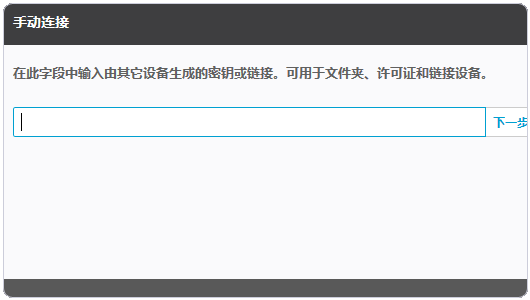 手动连接
在此字段中输入由其它设备生成的密钥或链接。可用于文件夹、许可证和链接设备。
下一步